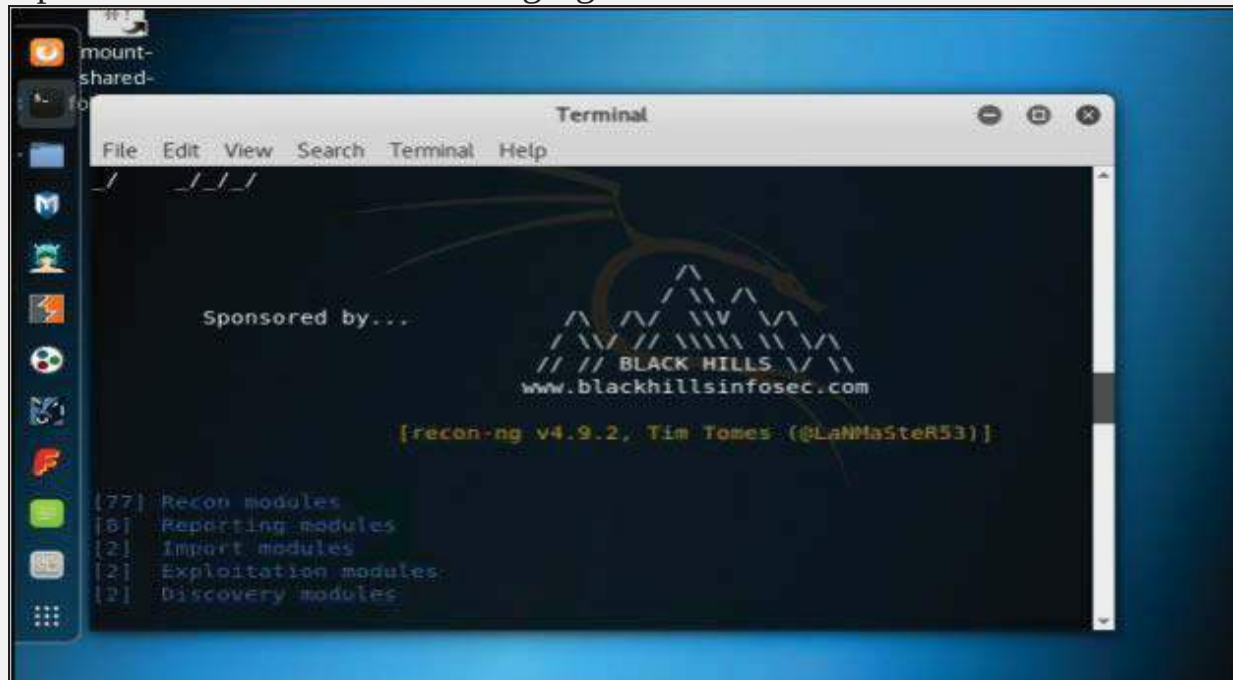 mount-
shared-
Terminal
File Edit View Search Terminal Help
_/ _/_/_/
/\
/ \\ /\
Sponsored by... /\ /\/ \\V \/\
/ \\/ // \\\\\ \\ \/\
// // BLACK HILLS \/ \\
www.blackhillsinfosec.com
[recon-ng v4.9.2, Tim Tomes (@LaNMaSteR53)]
[77] Recon modules
[8] Reporting modules
[2] Import modules
[2] Exploitation modules
[2] Discovery modules